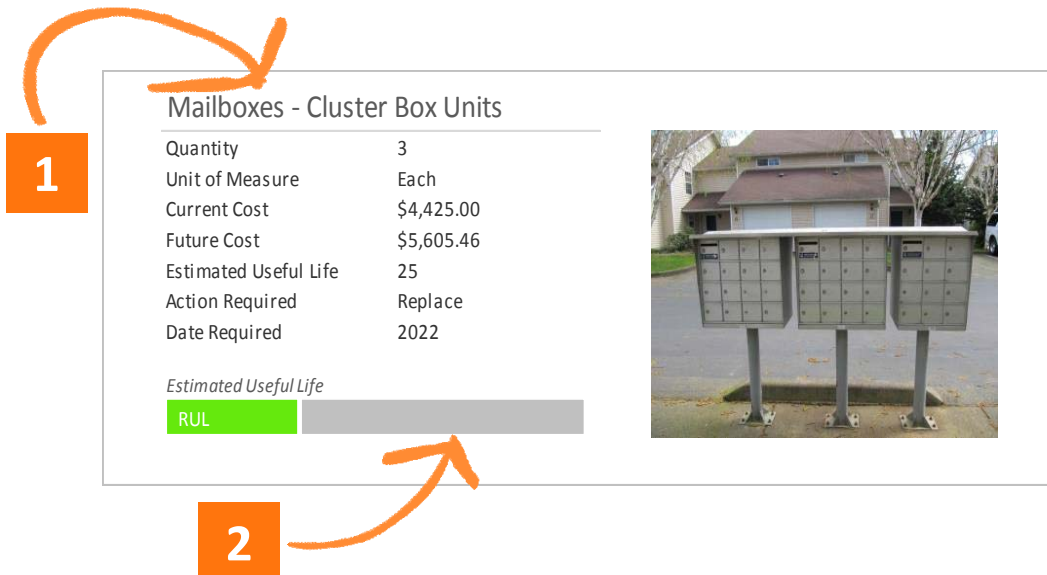 1
Mailboxes - Cluster Box Units
Quantity 3
Unit of Measure Each
Current Cost $4,425.00
Future Cost $5,605.46
Estimated Useful Life 25
Action Required Replace
Date Required 2022
Estimated Useful Life
RUL
2